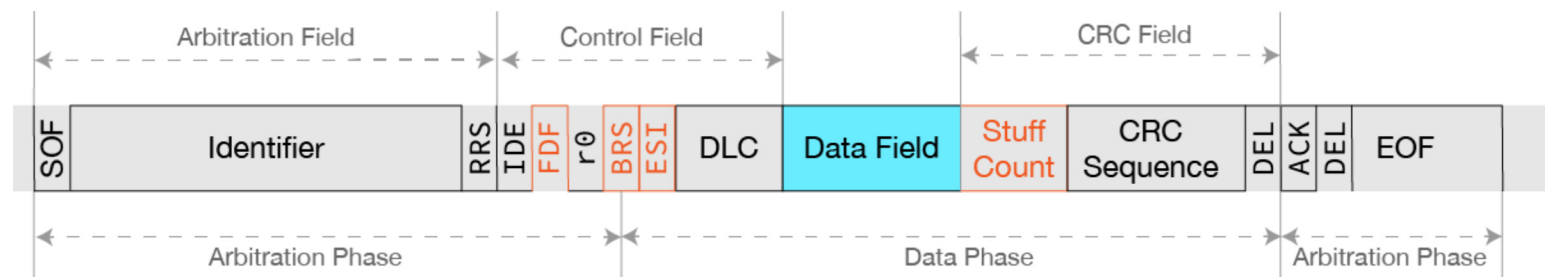 Arbitration Field
Control Field
CRC Field
SOF
Identifier
RRS
IDE
FDF
r0
BRS
ESI
DLC
Data Field
Stuff
Count
CRC
Sequence
DEL
ACK
DEL
EOF
Arbitration Phase
Data Phase
Arbitration Phase